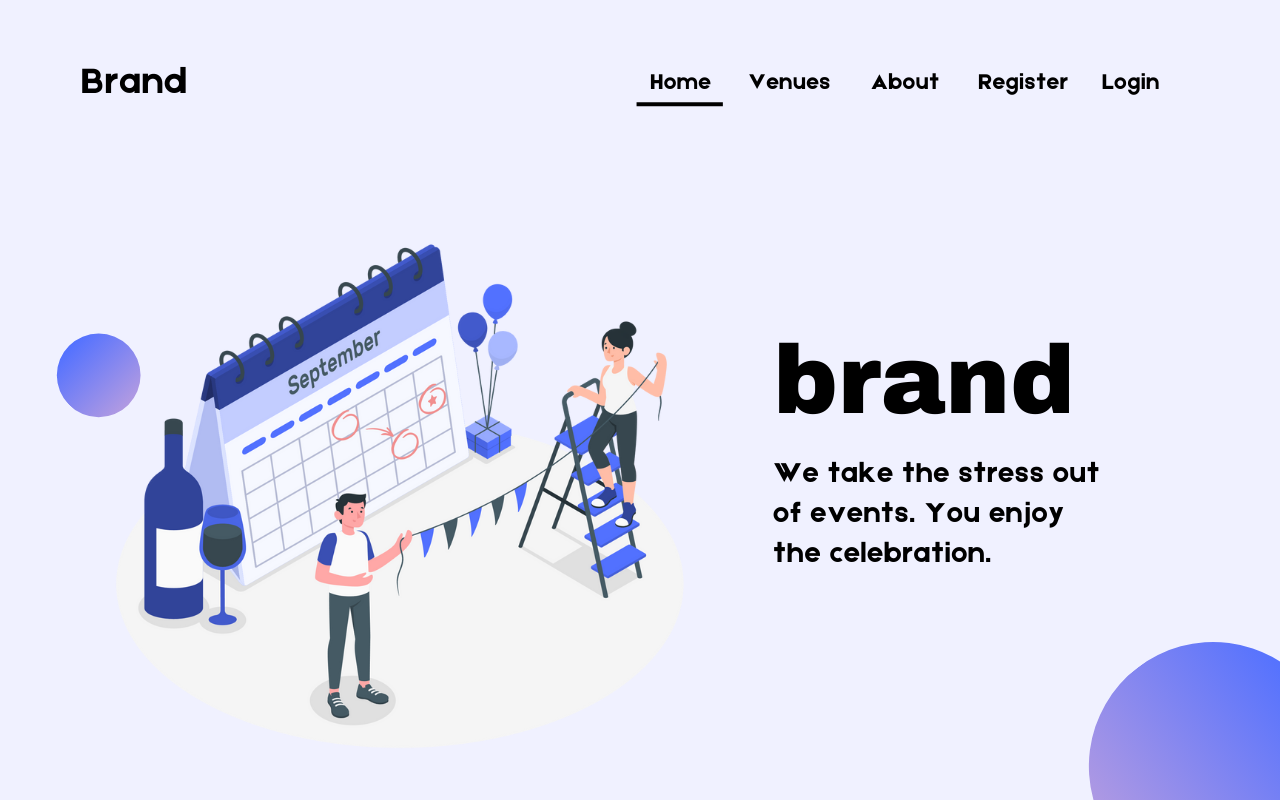 Brand
Home Venues About Register Login
September
brand
We take the stress out
of events. You enjoy
the celebration.